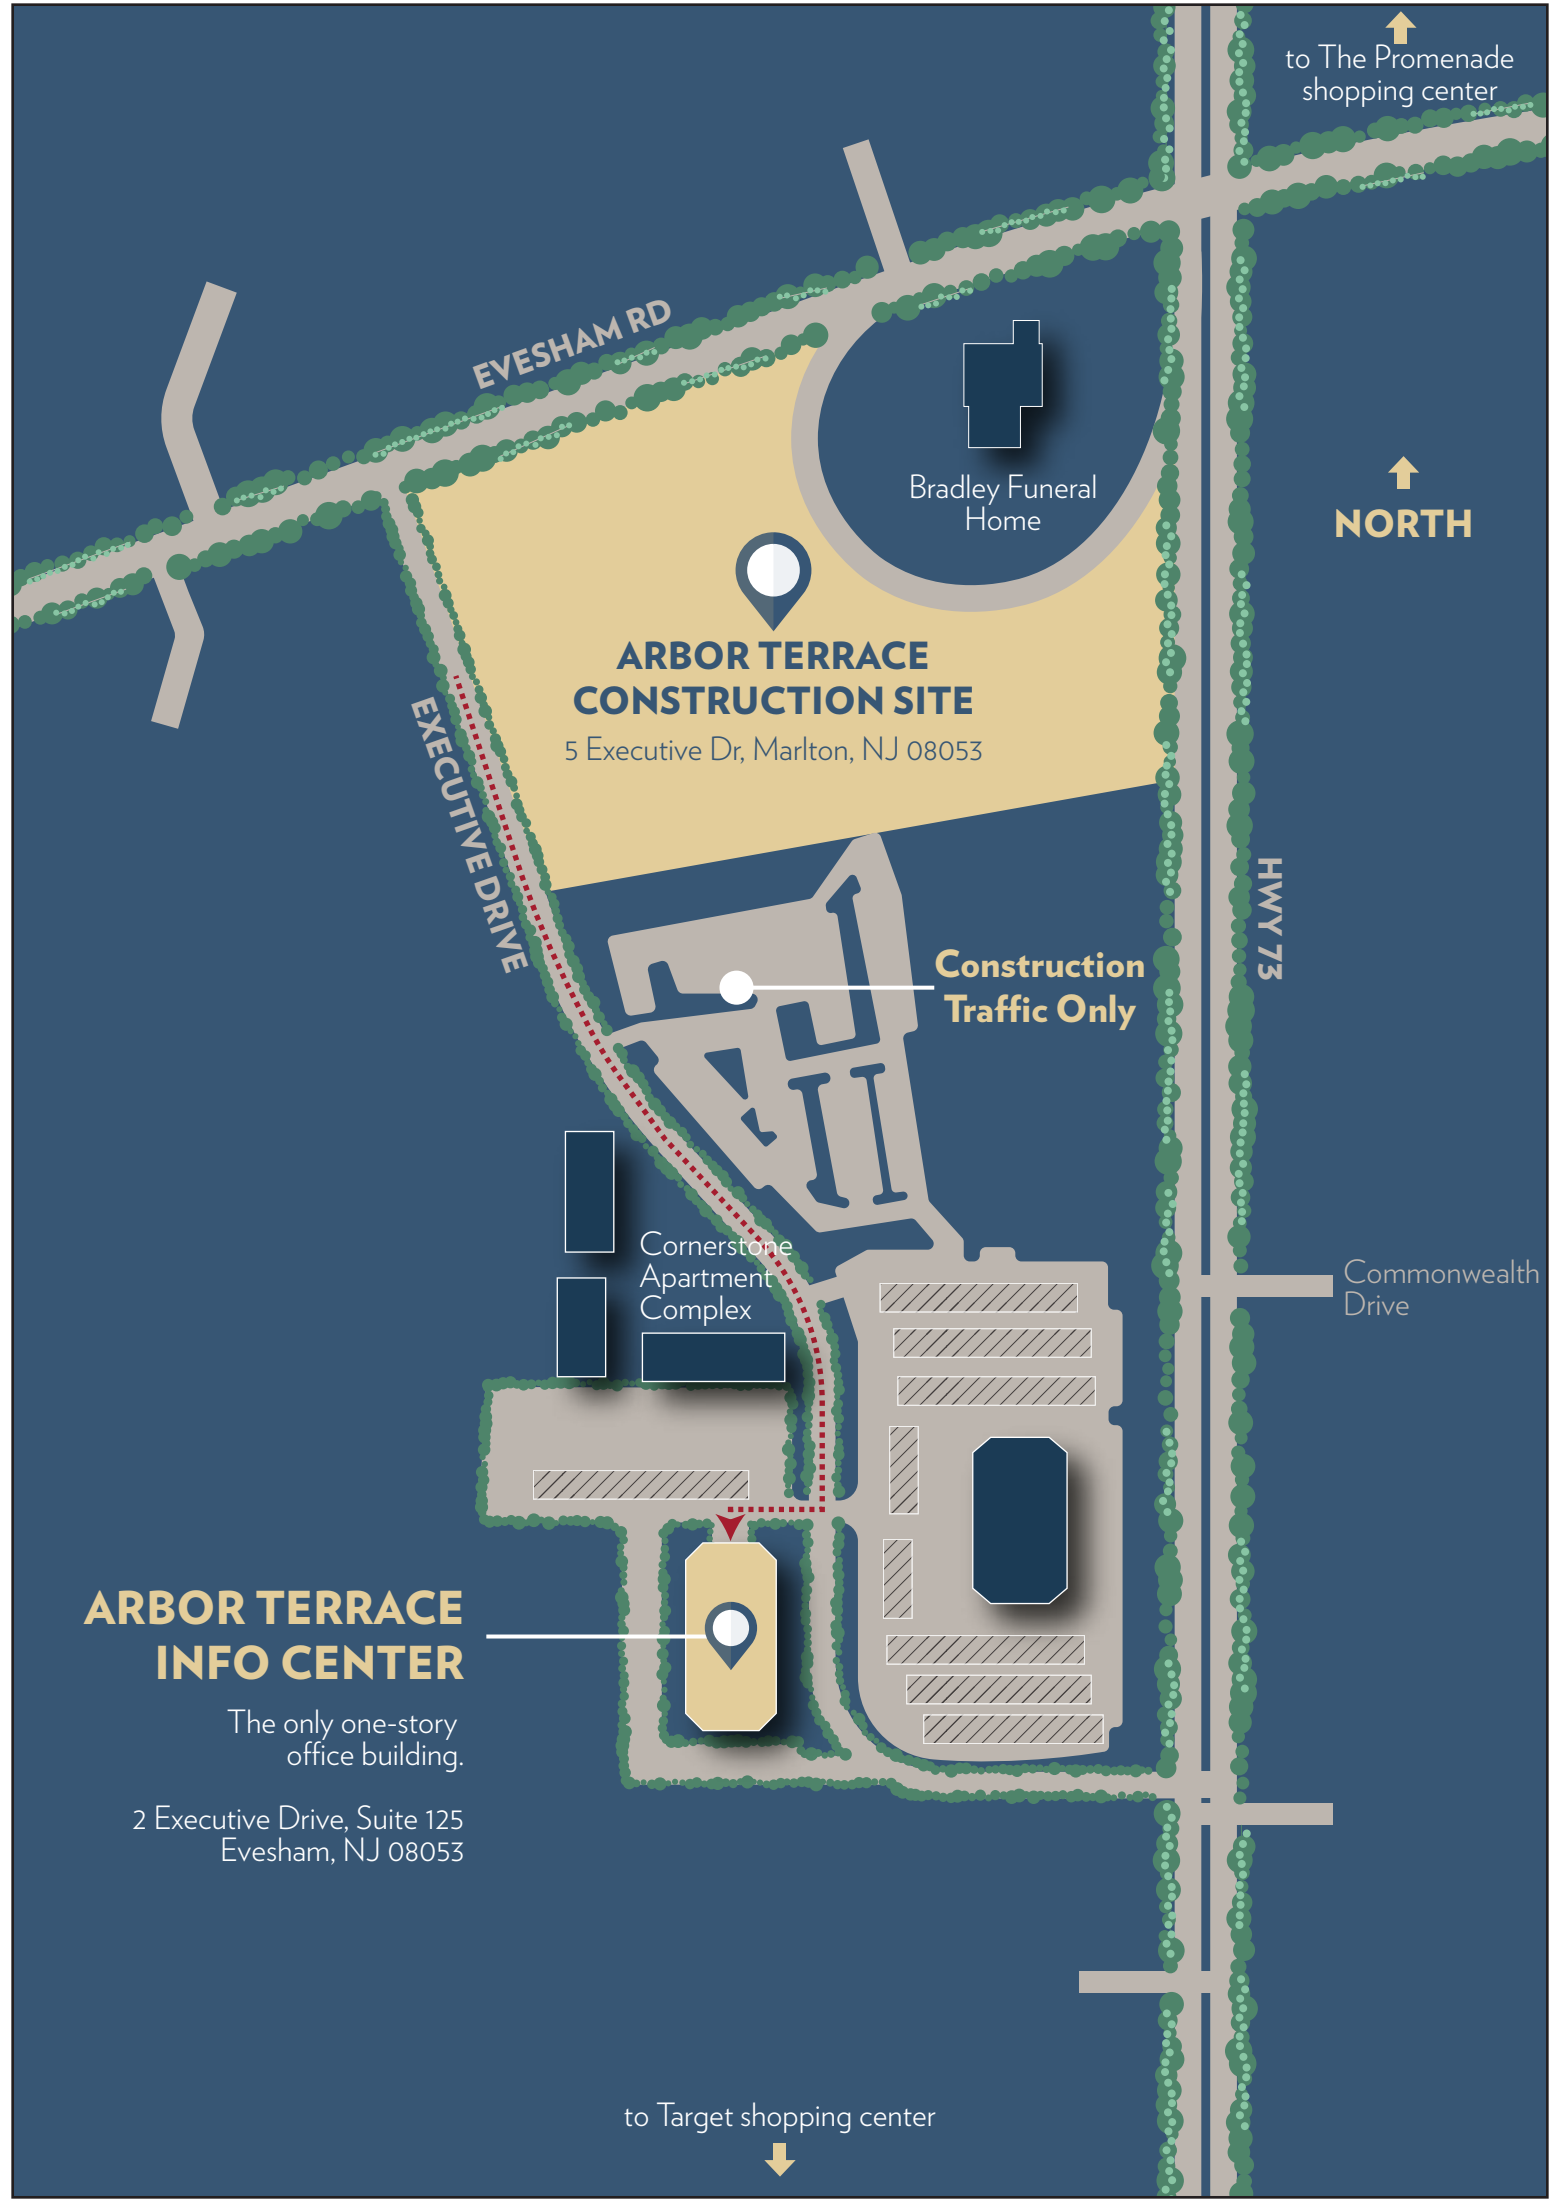 to The Promenade
shopping center
EVESHAM RD
Bradley Funeral
Home
NORTH
ARBOR TERRACE
CONSTRUCTION SITE
5 Executive Dr, Marlton, NJ 08053
EXECUTIVE DRIVE
HWY 73
Construction
Traffic Only
Cornerstone
Apartment
Complex
Commonwealth
Drive
ARBOR TERRACE
INFO CENTER
The only one-story
office building.
2 Executive Drive, Suite 125
Evesham, NJ 08053
to Target shopping center